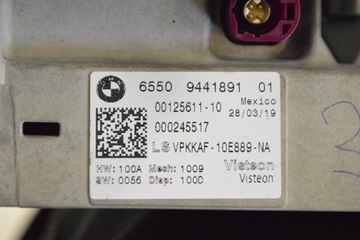 BMW
6550 9441891 01
00125611-10 Mexico
28/03/19
000245517
LS VPKKAF-10E889-NA
HW: 100A Mech: 1009 Visteon
SW: 0056 Disp: 100D Visteon